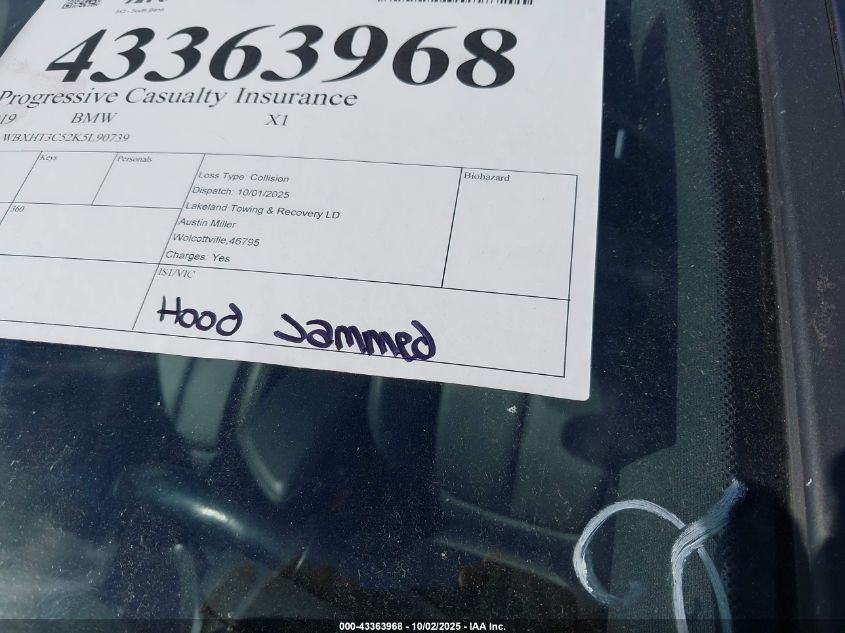 43363968
Progressive Casualty Insurance
19 BMW X1
WBXHT3C52K5L90739
Keys
Personals
Loss Type: Collision
Dispatch: 10/01/2025
Lakeland Towing & Recovery LD
Austin Miller
Wolcottville,46795
Charges: Yes
Biohazard
360
IS1/VIC
Hood Jammed
000-43363968 - 10/02/2025 - IAA Inc.